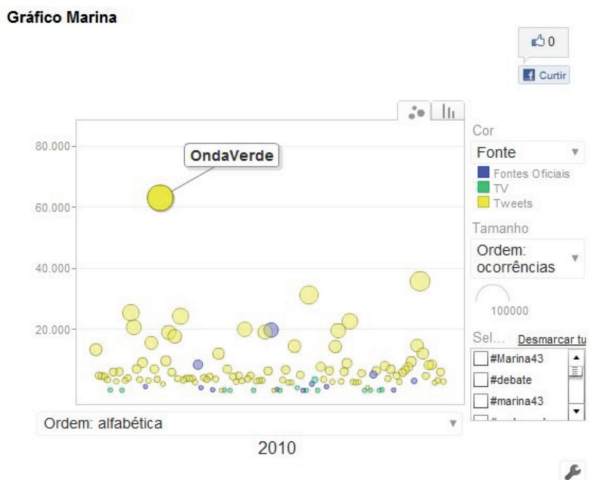 Gráfico Marina
0
Curtir
80.000
60.000
40.000
20.000
OndaVerde
Cor
Fonte
Fontes Oficiais
TV
Tweets
Tamanho
Ordem:
ocorrências
100000
Sel... Desmarcar tu
#Marina43
#debate
#marina43
Ordem: alfabética
2010